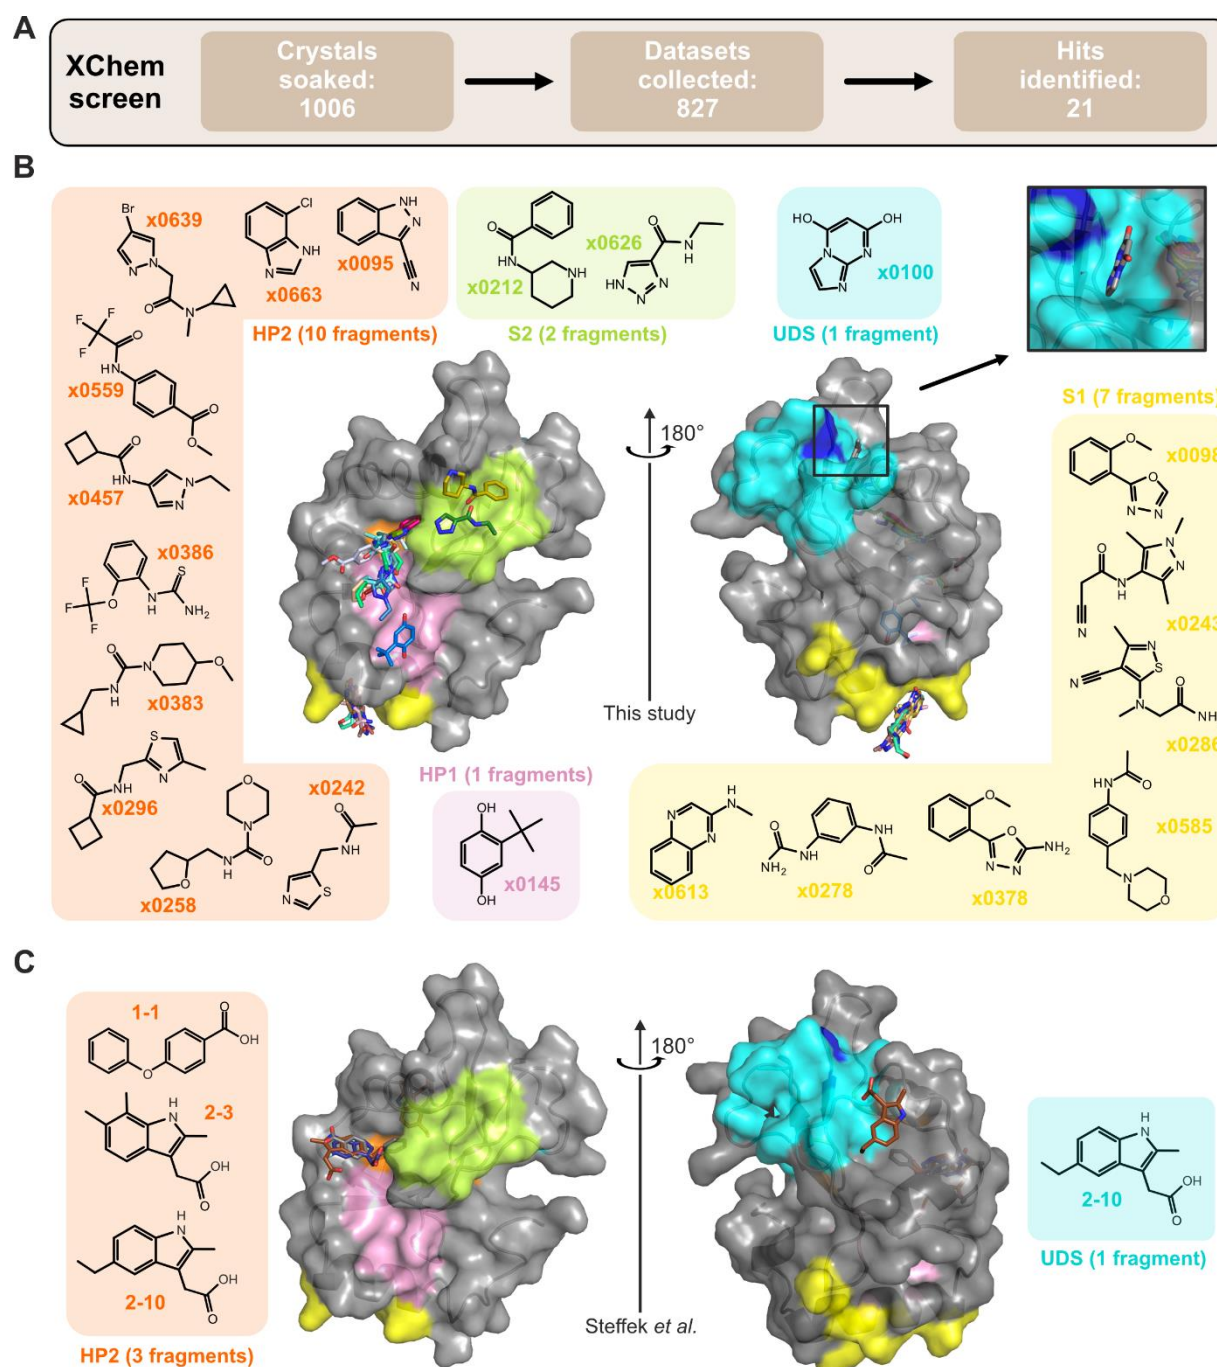 A
XChem
screen
Crystals
soaked:
1006
Datasets
collected:
827
Hits
identified:
21
B
x0639
x0663
x0095
x0559
x0457
x0386
x0383
x0296
x0258
x0242
HP2 (10 fragments)
x0212
x0626
S2 (2 fragments)
x0100
UDS (1 fragment)
S1 (7 fragments)
x0098
x0243
x0286
x0585
x0613
x0278
x0378
180°
This study
HP1 (1 fragments)
x0145
C
1-1
2-3
2-10
HP2 (3 fragments)
180°
Steffek et al.
2-10
UDS (1 fragment)